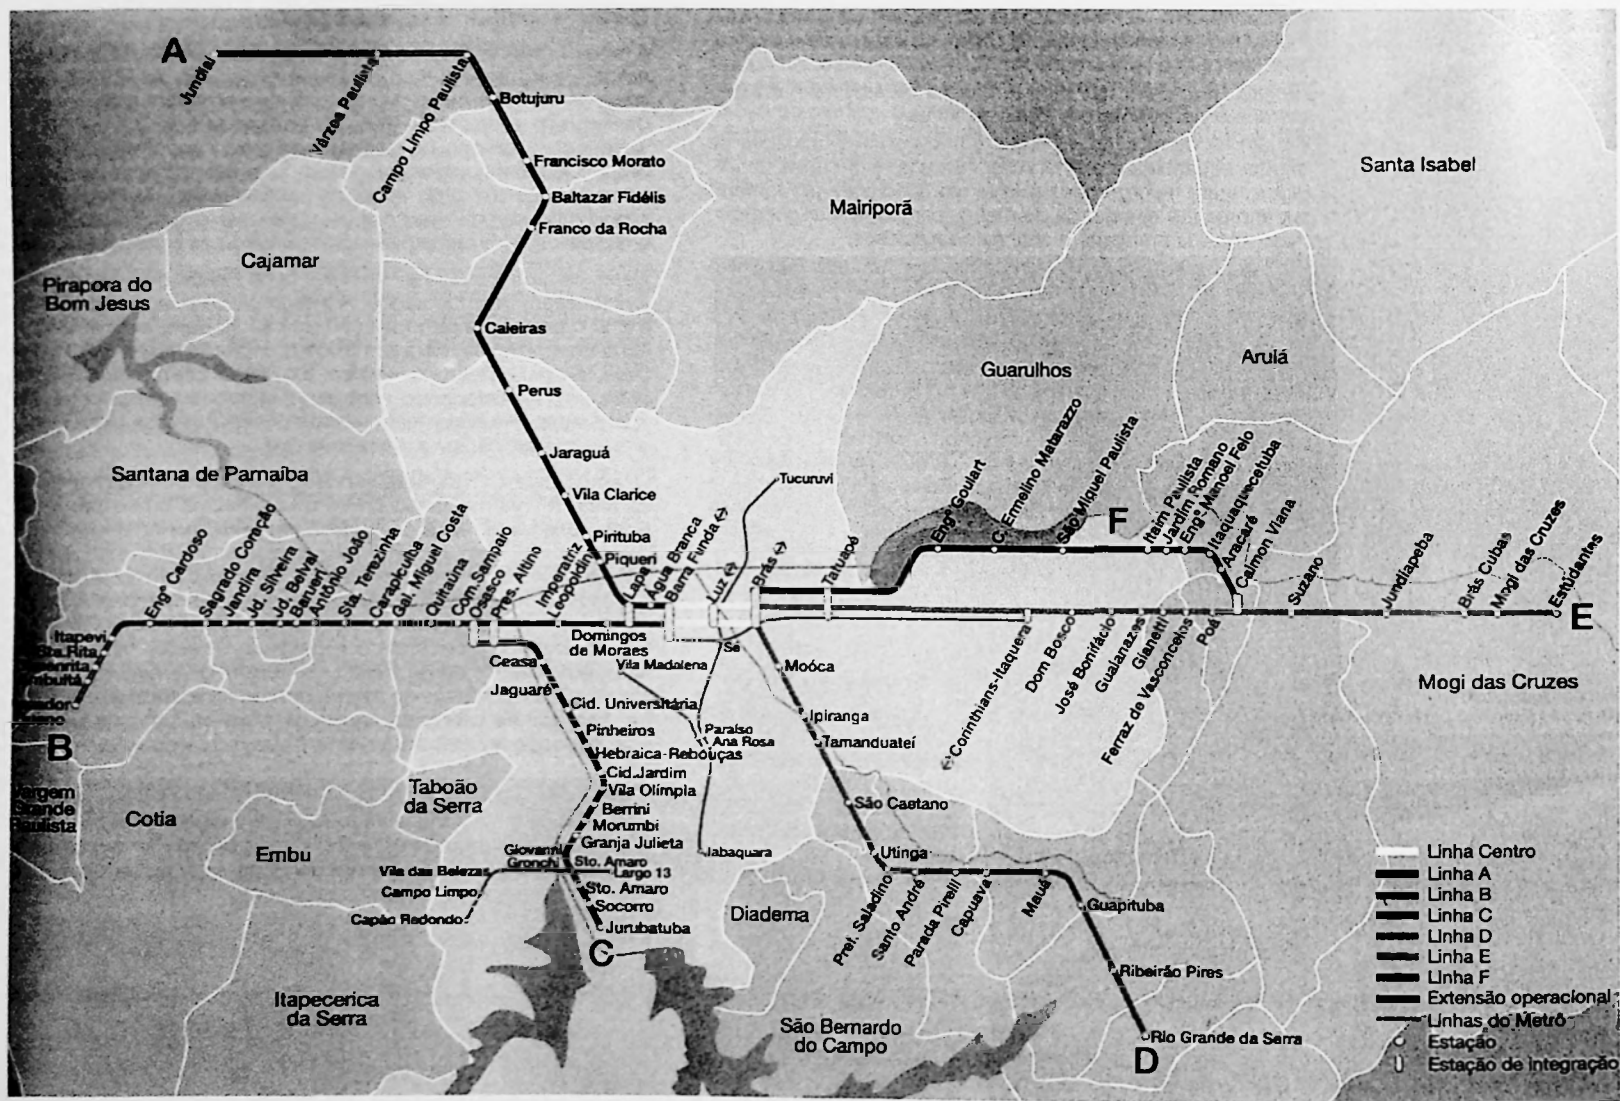 A
Jundiaí
Várzea Paulista
Campo Limpo Paulista
Botujuru
Francisco Morato
Baltazar Fidélis
Franco da Rocha
Caieiras
Perus
Jaraguá
Vila Clarice
Pirituba
Piqueri
Lapa
Água Branca
Barra Funda
Luz
Brás
Tatuapé
Tucuruvi
Santa Isabel
Mairiporã
Cajamar
Pirapora do
Bom Jesus
Guarulhos
Arujá
Santana de Parnaíba
Engº Goulart
C. Ermelino Matarazzo
São Miguel Paulista
F
Itaim Paulista
Jardim Romano
Engº Manoel Feio
Itaquaquecetuba
Aracaré
Calmon Viana
Suzano
Jundiapeba
Brás Cubas
Mogi das Cruzes
Estudantes
E
Engº Cardoso
Sagrado Coração
Jandira
Jd. Silveira
Jd. Belval
Barueri
Antônio João
Sta. Terezinha
Carapicuíba
Gal. Miguel Costa
Quitaúna
Com. Sampaio
Osasco
Pres. Altino
Imperatriz
Leopoldina
Domingos
de Moraes
Itapevi
Sta. Rita
B
Vargem
Grande
Paulista
Ceasa
Jaguaré
Cid. Universitária
Pinheiros
Hebraica-Rebouças
Cid. Jardim
Vila Olímpia
Berrini
Morumbi
Granja Julieta
Giovanni
Gronchi
Sto. Amaro
Largo 13
Vila das Belezas
Campo Limpo
Capão Redondo
Sto. Amaro
Socorro
Jurubatuba
C
Vila Madalena
Sé
Paraíso
Ana Rosa
Jabaquara
Moóca
Ipiranga
Tamanduateí
São Caetano
Utinga
Pref. Saladino
Santo André
Parada Pirelli
Capuava
Mauá
Guapituba
Ribeirão Pires
Rio Grande da Serra
D
Corinthians-Itaquera
Dom Bosco
José Bonifácio
Guaianazes
Gianetti
Ferraz de Vasconcelos
Poá
Mogi das Cruzes
Cotia
Taboão
da Serra
Embu
Itapecerica
da Serra
Diadema
São Bernardo
do Campo
Linha Centro
Linha A
Linha B
Linha C
Linha D
Linha E
Linha F
Extensão operacional
Linhas do Metrô
Estação
Estação de integração